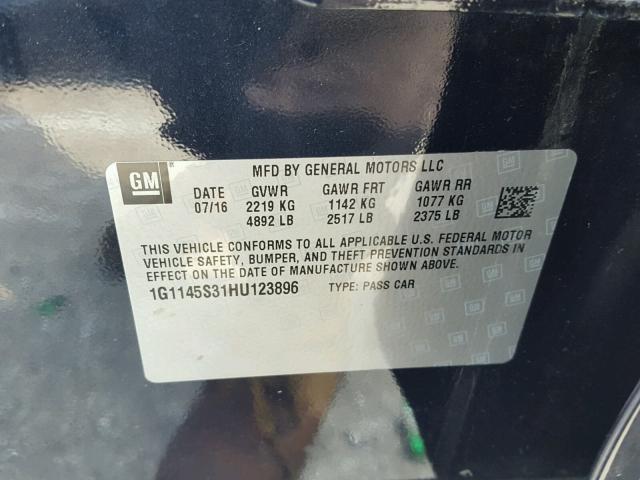 GM
MFD BY GENERAL MOTORS LLC
DATE GVWR GAWR FRT GAWR RR
07/16 2219 KG 1142 KG 1077 KG
4892 LB 2517 LB 2375 LB
THIS VEHICLE CONFORMS TO ALL APPLICABLE U.S. FEDERAL MOTOR
VEHICLE SAFETY, BUMPER, AND THEFT PREVENTION STANDARDS IN
EFFECT ON THE DATE OF MANUFACTURE SHOWN ABOVE.
1G1145S31HU123896 TYPE: PASS CAR